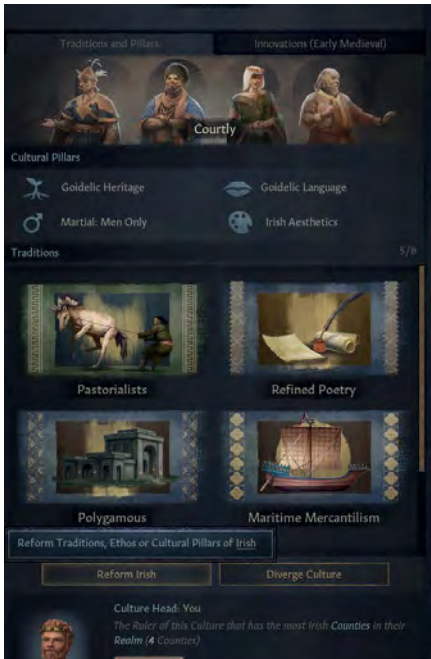 Traditions and Pillars
Innovations (Early Medieval)
Courtly
Cultural Pillars
Goidelic Heritage
Goidelic Language
Martial: Men Only
Irish Aesthetics
Traditions
5/6
Pastorialists
Refined Poetry
Polygamous
Maritime Mercantilism
Reform Traditions, Ethos or Cultural Pillars of Irish
Reform Irish
Diverge Culture
Culture Head: You
The Ruler of this Culture that has the most Irish Counties in their
Realm (4 Counties)